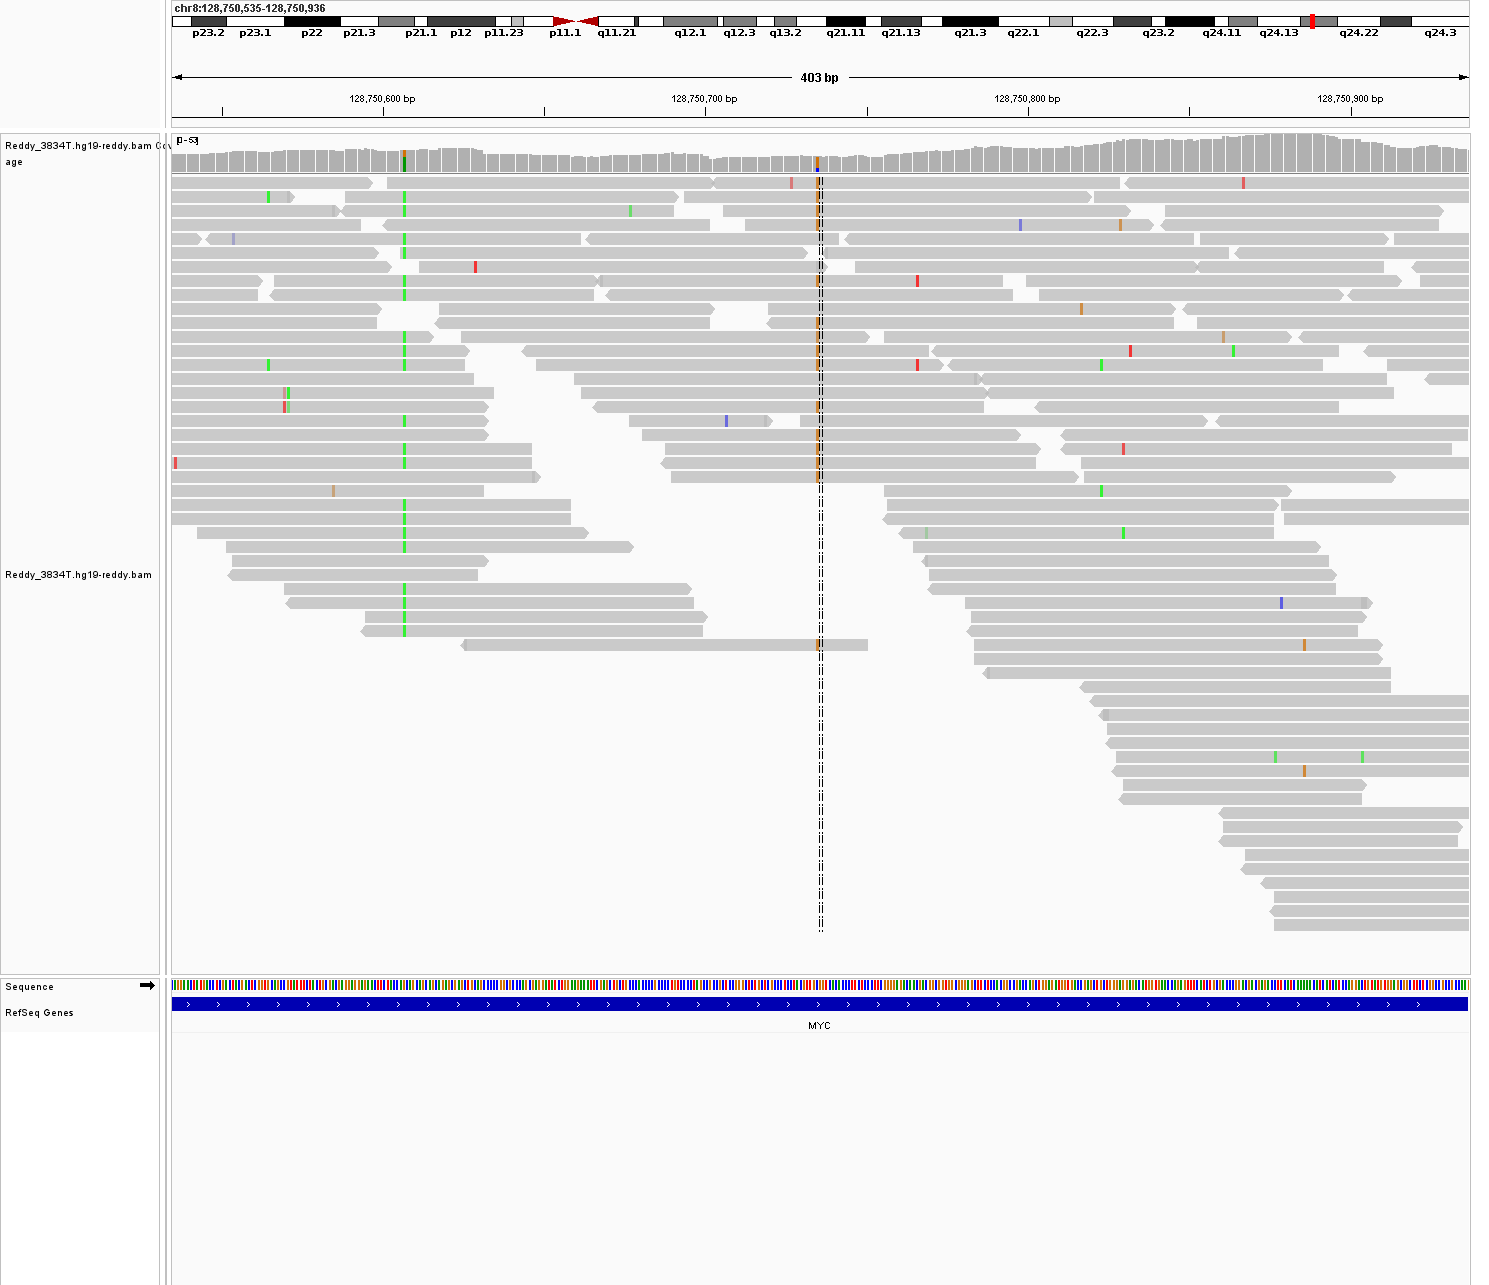 chr8:128,750,535-128,750,936
p23.2 p23.1 p22 p21.3 p21.1 p12 p11.23 p11.1 q11.21 q12.1 q12.3 q13.2 q21.11 q21.13 q21.3 q22.1 q22.3 q23.2 q24.11 q24.13 q24.22 q24.3
403 bp
128,750,600 bp 128,750,700 bp 128,750,800 bp 128,750,900 bp
[0-53]
Reddy_3834T.hg19-reddy.bam Cov
age
Reddy_3834T.hg19-reddy.bam
Sequence
RefSeq Genes
MYC